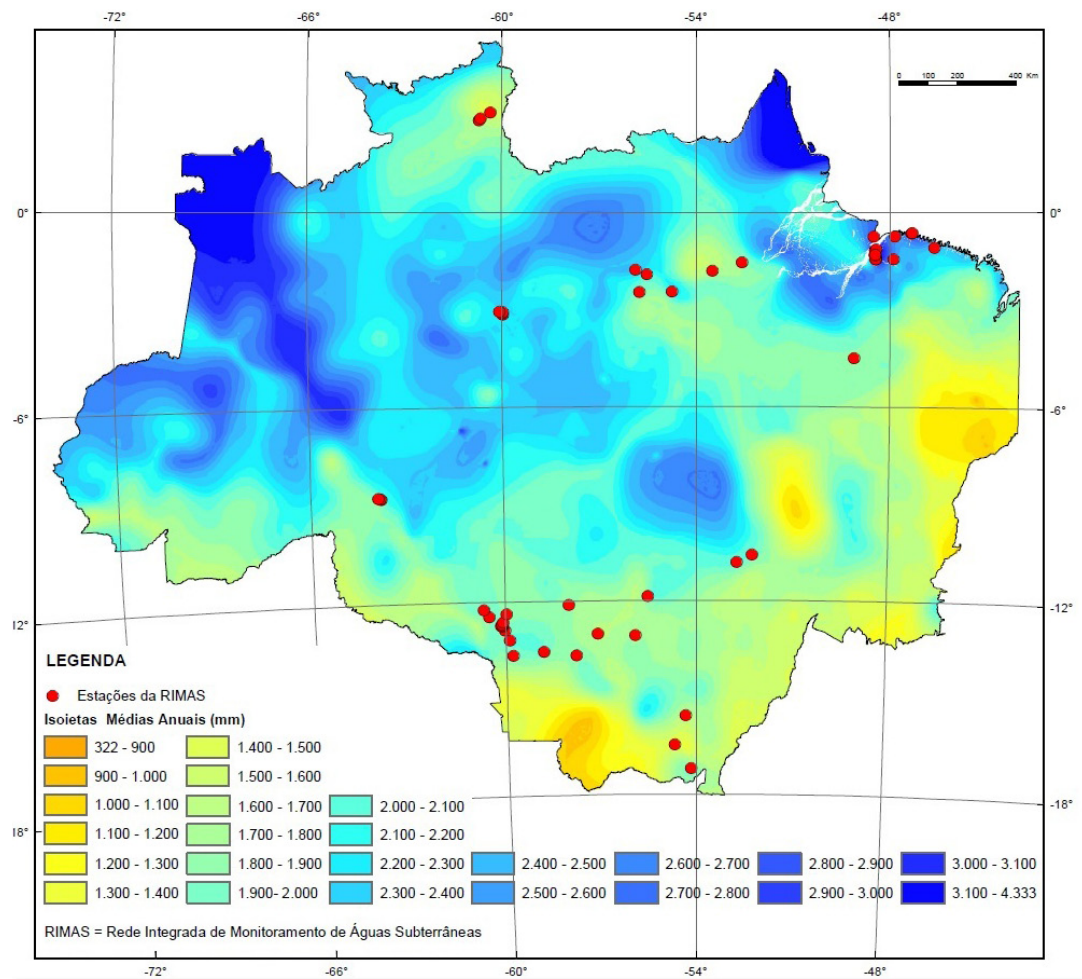 -72° -66° -60° -54° -48°
0 100 200 400 Km
0° 0°
-6° -6°
12° -12°
18° -18°
LEGENDA
Estações da RIMAS
Isoietas Médias Anuais (mm)
322 - 900 1.400 - 1.500
900 - 1.000 1.500 - 1.600
1.000 - 1.100 1.600 - 1.700 2.000 - 2.100
1.100 - 1.200 1.700 - 1.800 2.100 - 2.200
1.200 - 1.300 1.800 - 1.900 2.200 - 2.300 2.400 - 2.500 2.600 - 2.700 2.800 - 2.900 3.000 - 3.100
1.300 - 1.400 1.900 - 2.000 2.300 - 2.400 2.500 - 2.600 2.700 - 2.800 2.900 - 3.000 3.100 - 4.333
RIMAS = Rede Integrada de Monitoramento de Águas Subterrâneas
-72° -66° -60° -54° -48°